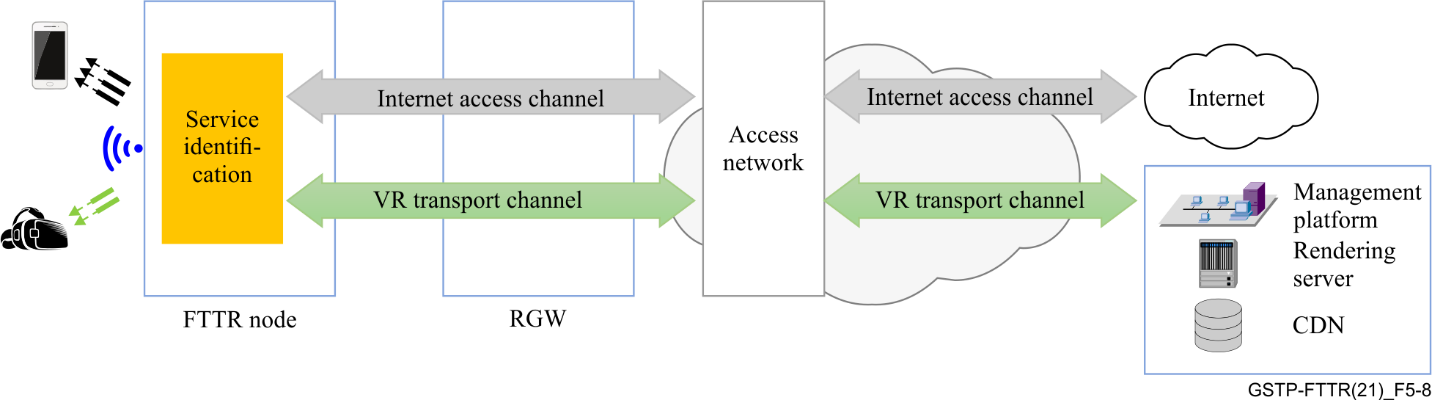 Service
identifi-
cation
FTTR node
Internet access channel
VR transport channel
RGW
Access
network
Internet access channel
VR transport channel
Internet
Management
platform
Rendering
server
CDN
GSTP-FTTR(21)_F5-8